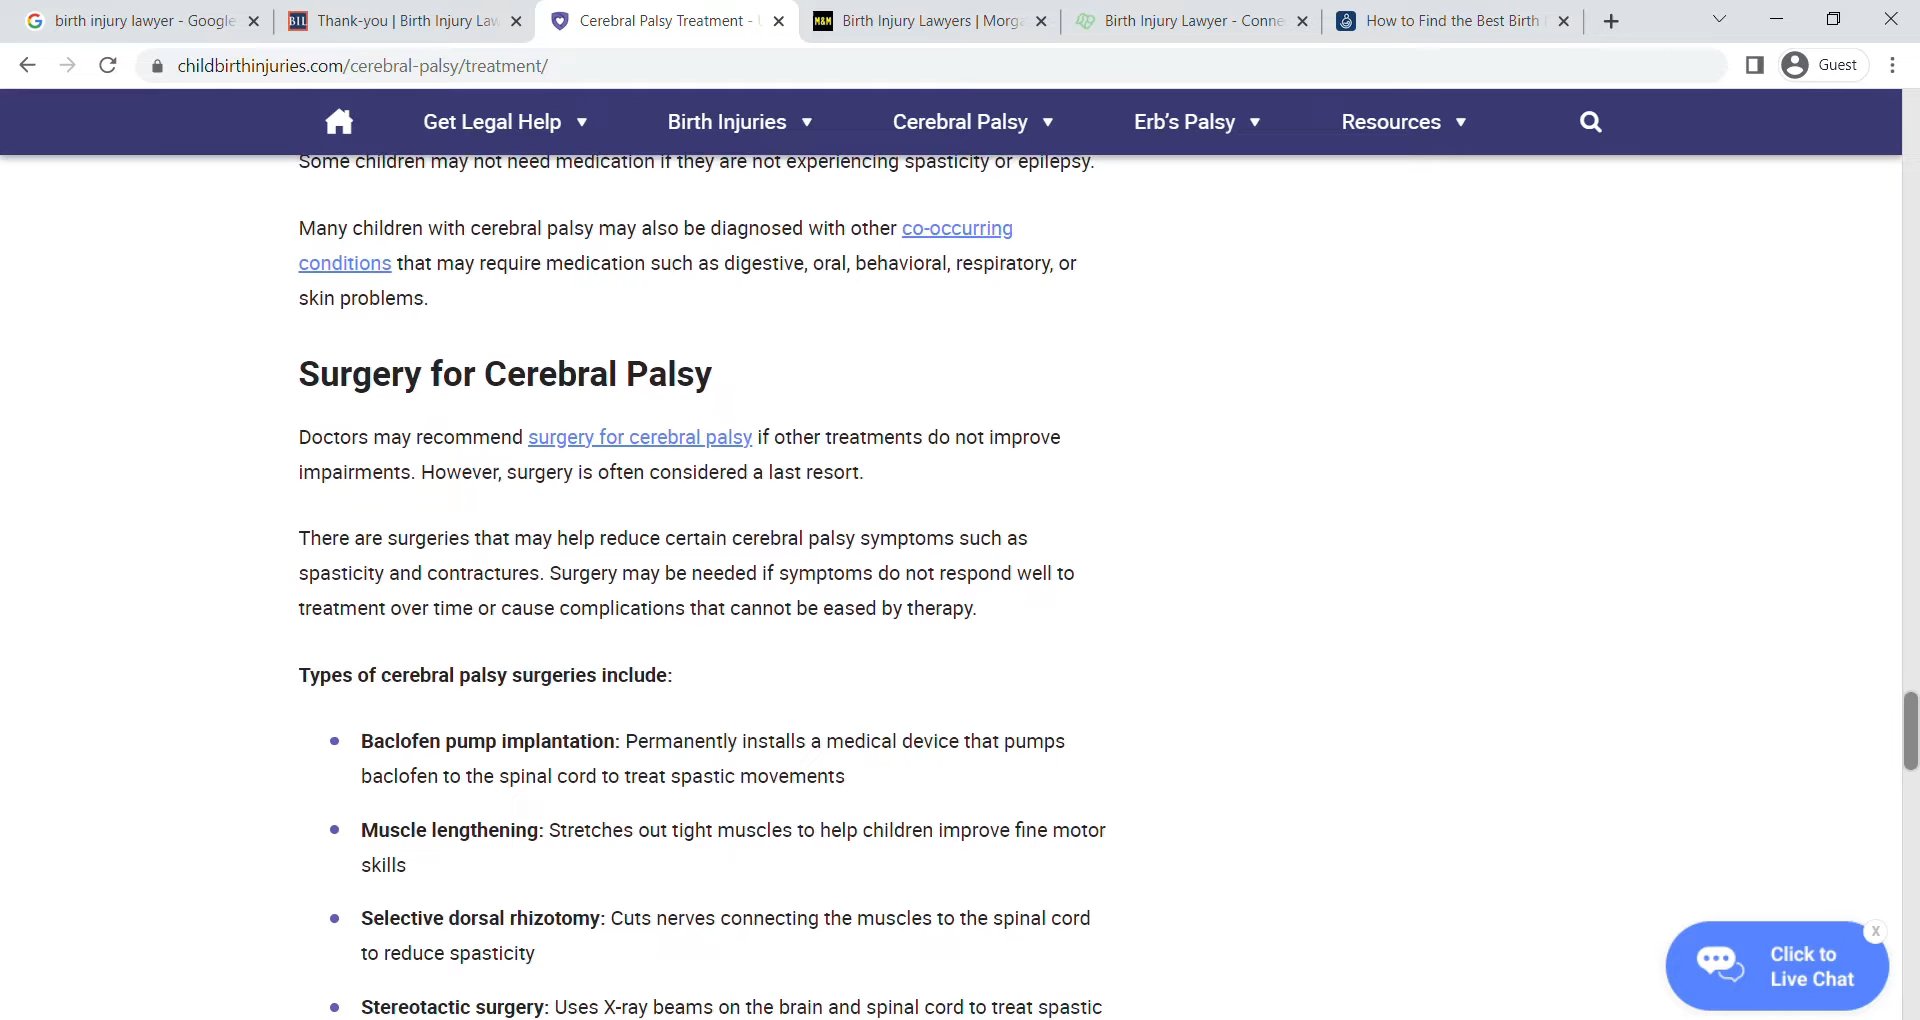 birth injury lawyer - Google
BIL Thank-you | Birth Injury Law
Cerebral Palsy Treatment -
M&M Birth Injury Lawyers | Morga
Birth Injury Lawyer - Conne
How to Find the Best Birth
childbirthinjuries.com/cerebral-palsy/treatment/
Guest
Get Legal Help
Birth Injuries
Cerebral Palsy
Erb's Palsy
Resources
Some children may not need medication if they are not experiencing spasticity or epilepsy.
Many children with cerebral palsy may also be diagnosed with other co-occurring
conditions that may require medication such as digestive, oral, behavioral, respiratory, or
skin problems.
Surgery for Cerebral Palsy
Doctors may recommend surgery for cerebral palsy if other treatments do not improve
impairments. However, surgery is often considered a last resort.
There are surgeries that may help reduce certain cerebral palsy symptoms such as
spasticity and contractures. Surgery may be needed if symptoms do not respond well to
treatment over time or cause complications that cannot be eased by therapy.
Types of cerebral palsy surgeries include:
Baclofen pump implantation: Permanently installs a medical device that pumps
baclofen to the spinal cord to treat spastic movements
Muscle lengthening: Stretches out tight muscles to help children improve fine motor
skills
Selective dorsal rhizotomy: Cuts nerves connecting the muscles to the spinal cord
to reduce spasticity
Stereotactic surgery: Uses X-ray beams on the brain and spinal cord to treat spastic
X
Click to
Live Chat